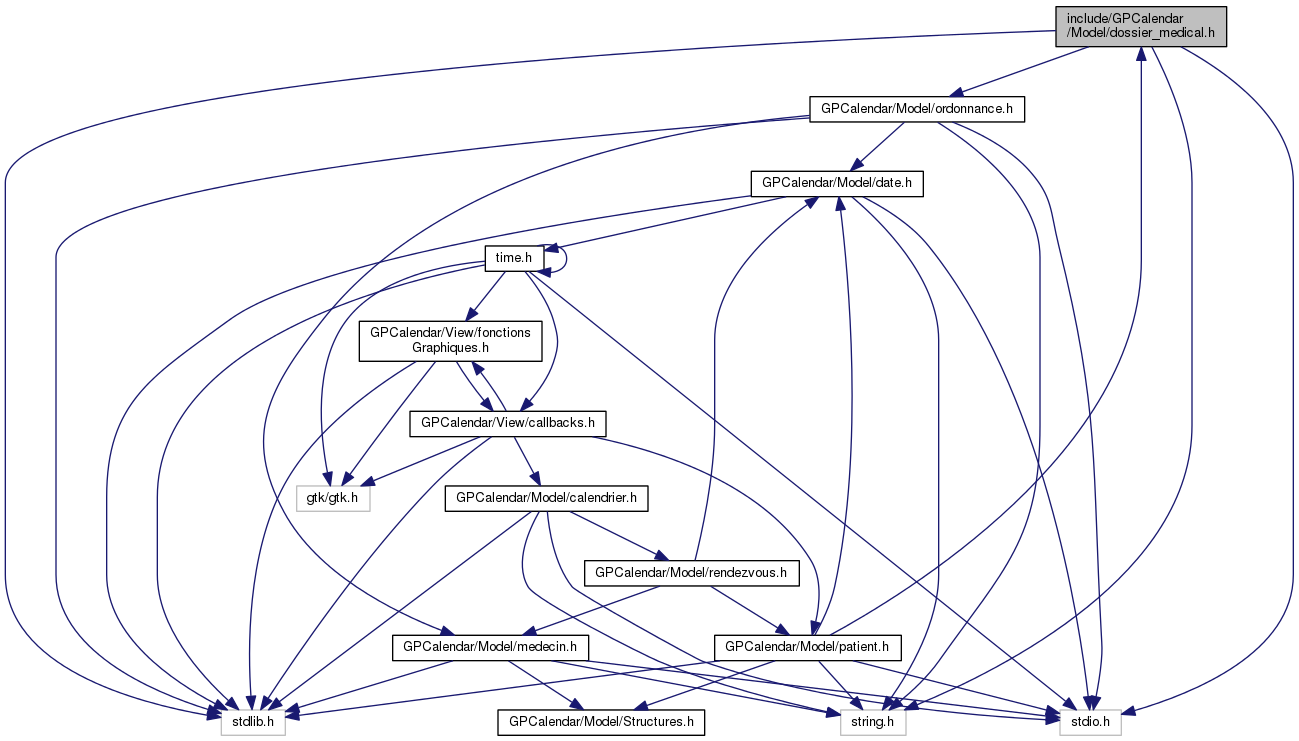 include/GPCalendar
/Model/dossier_medical.h
GPCalendar/Model/ordonnance.h
GPCalendar/Model/date.h
time.h
GPCalendar/View/fonctions
Graphiques.h
GPCalendar/View/callbacks.h
gtk/gtk.h
GPCalendar/Model/calendrier.h
GPCalendar/Model/rendezvous.h
GPCalendar/Model/medecin.h
GPCalendar/Model/patient.h
stdlib.h
GPCalendar/Model/Structures.h
string.h
stdio.h